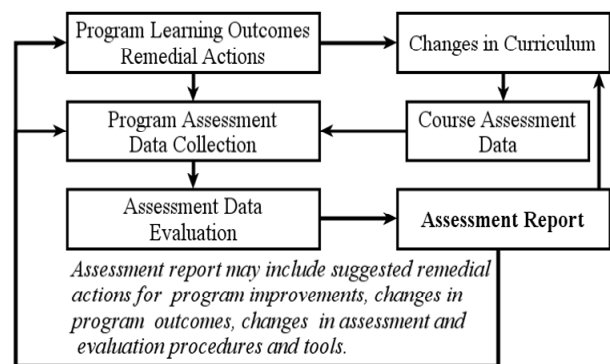 Program Learning Outcomes
Remedial Actions
Changes in Curriculum
Program Assessment
Data Collection
Course Assessment
Data
Assessment Data
Evaluation
Assessment Report
Assessment report may include suggested remedial
actions for program improvements, changes in
program outcomes, changes in assessment and
evaluation procedures and tools.